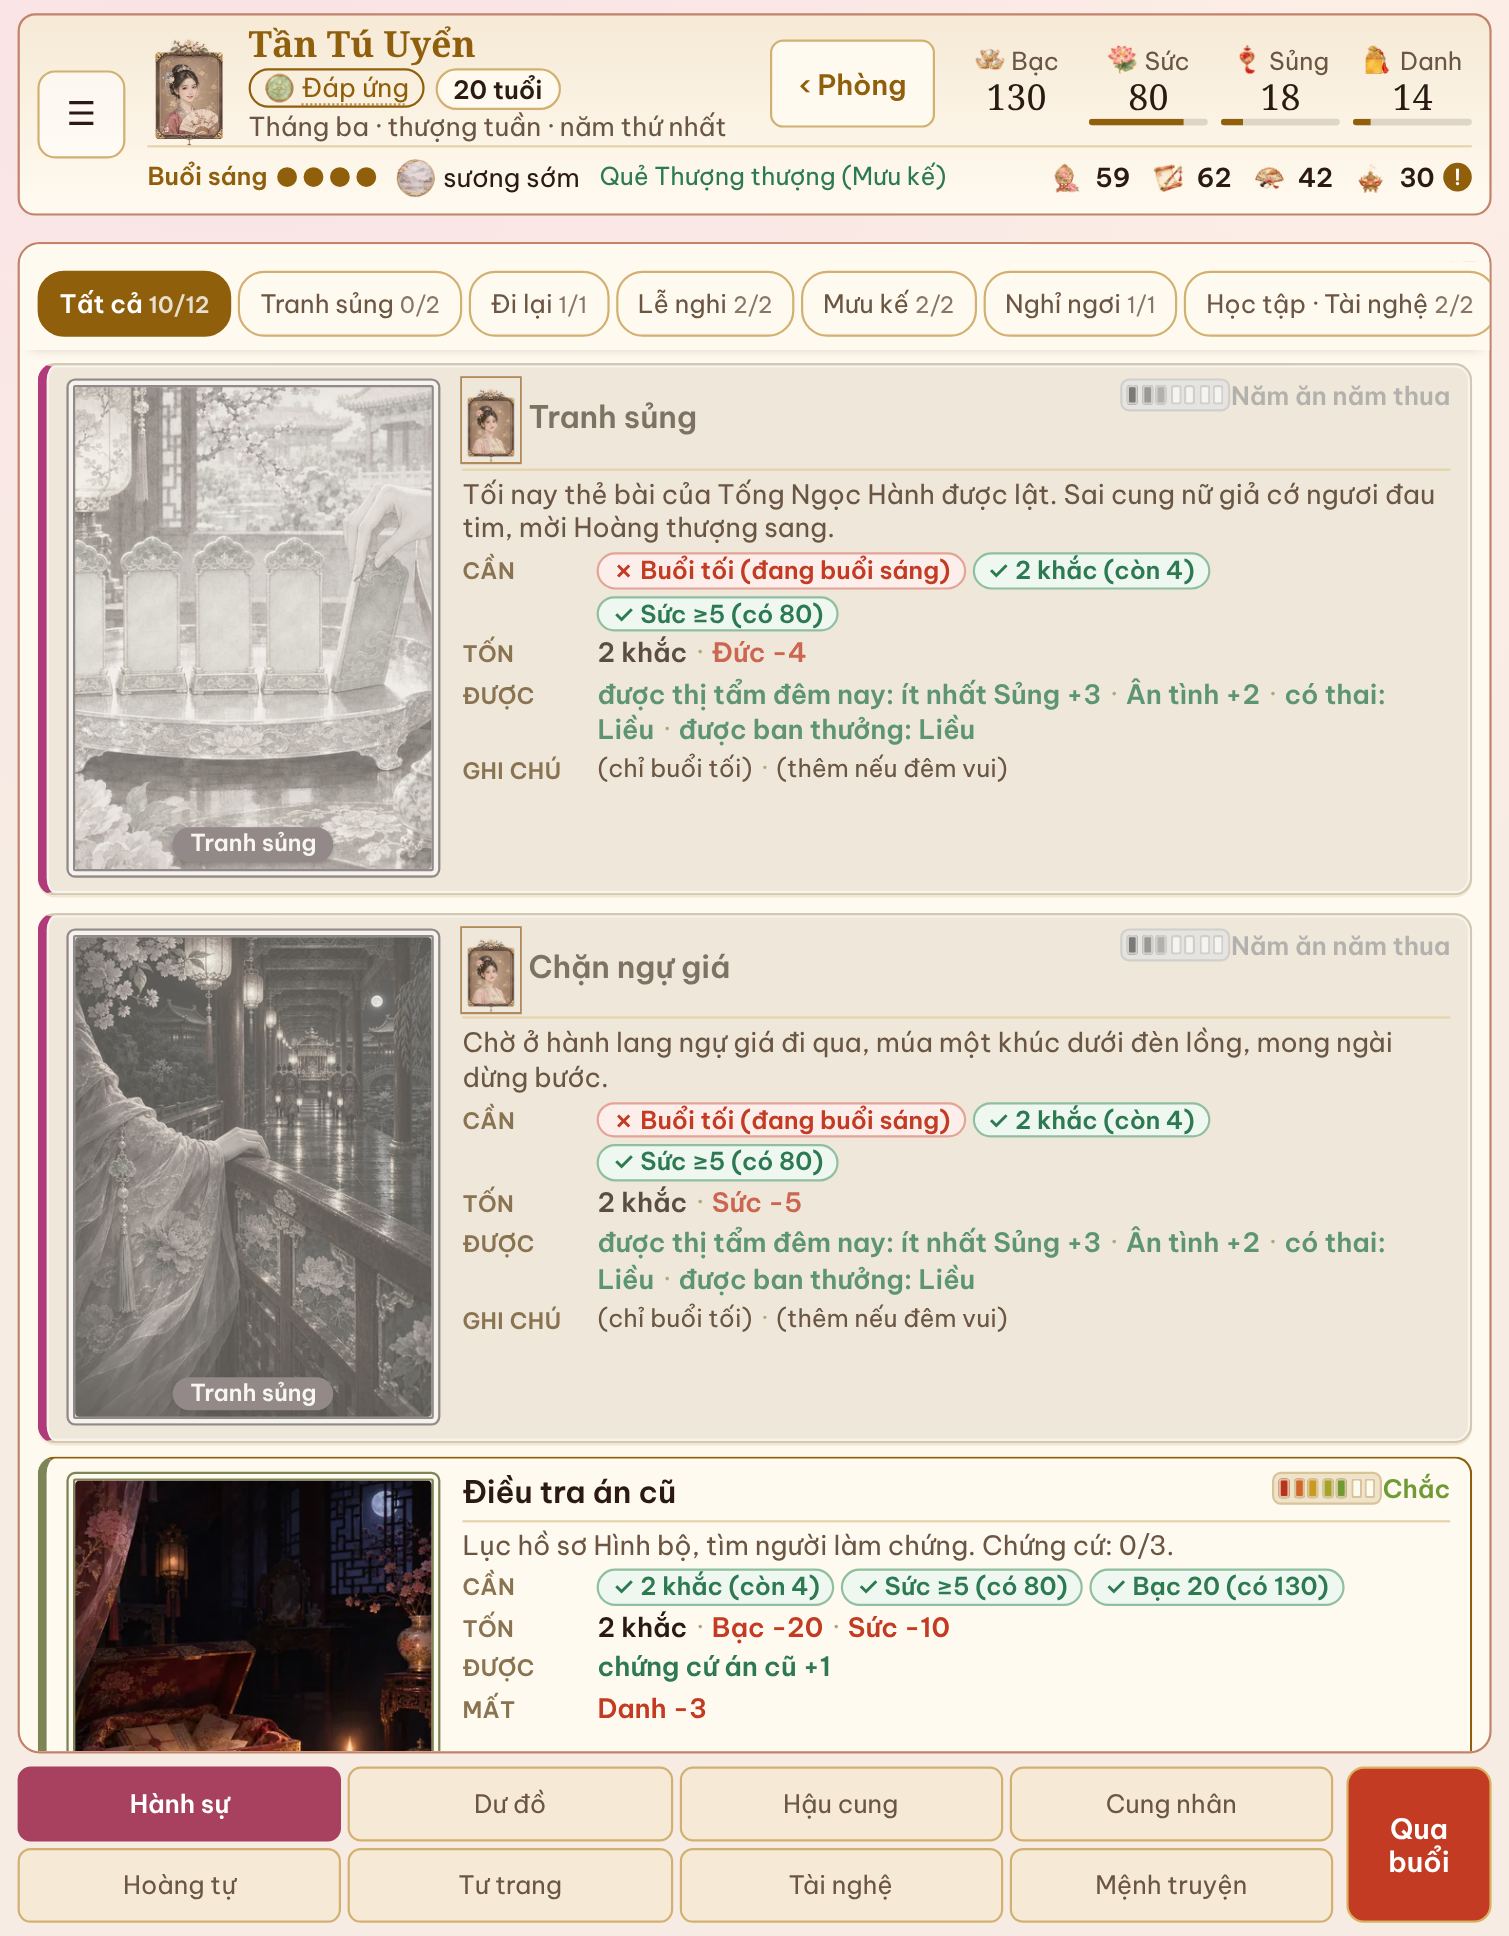 ☰
Tần Tú Uyển
Đáp ứng
20 tuổi
Tháng ba · thượng tuần · năm thứ nhất
‹ Phòng
Bạc
130
Sức
80
Sủng
18
Danh
14
Buổi sáng
sương sớm
Quẻ Thượng thượng (Mưu kế)
59
62
42
30 !
Tất cả 10/12
Tranh sủng 0/2
Đi lại 1/1
Lễ nghi 2/2
Mưu kế 2/2
Nghỉ ngơi 1/1
Học tập · Tài nghệ 2/2
Tranh sủng
Năm ăn năm thua
Tối nay thẻ bài của Tống Ngọc Hành được lật. Sai cung nữ giả cớ ngươi đau
tim, mời Hoàng thượng sang.
CẦN
× Buổi tối (đang buổi sáng)
✓ 2 khắc (còn 4)
✓ Sức ≥5 (có 80)
TỐN
2 khắc · Đức -4
ĐƯỢC
được thị tẩm đêm nay: ít nhất Sủng +3 · Ân tình +2 · có thai:
Liều · được ban thưởng: Liều
GHI CHÚ
(chỉ buổi tối) · (thêm nếu đêm vui)
Tranh sủng
Chặn ngự giá
Năm ăn năm thua
Chờ ở hành lang ngự giá đi qua, múa một khúc dưới đèn lồng, mong ngài
dừng bước.
CẦN
× Buổi tối (đang buổi sáng)
✓ 2 khắc (còn 4)
✓ Sức ≥5 (có 80)
TỐN
2 khắc · Sức -5
ĐƯỢC
được thị tẩm đêm nay: ít nhất Sủng +3 · Ân tình +2 · có thai:
Liều · được ban thưởng: Liều
GHI CHÚ
(chỉ buổi tối) · (thêm nếu đêm vui)
Tranh sủng
Điều tra án cũ
Chắc
Lục hồ sơ Hình bộ, tìm người làm chứng. Chứng cứ: 0/3.
CẦN
✓ 2 khắc (còn 4)
✓ Sức ≥5 (có 80)
✓ Bạc 20 (có 130)
TỐN
2 khắc · Bạc -20 · Sức -10
ĐƯỢC
chứng cứ án cũ +1
MẤT
Danh -3
Hành sự
Dư đồ
Hậu cung
Cung nhân
Qua
buổi
Hoàng tự
Tư trang
Tài nghệ
Mệnh truyện